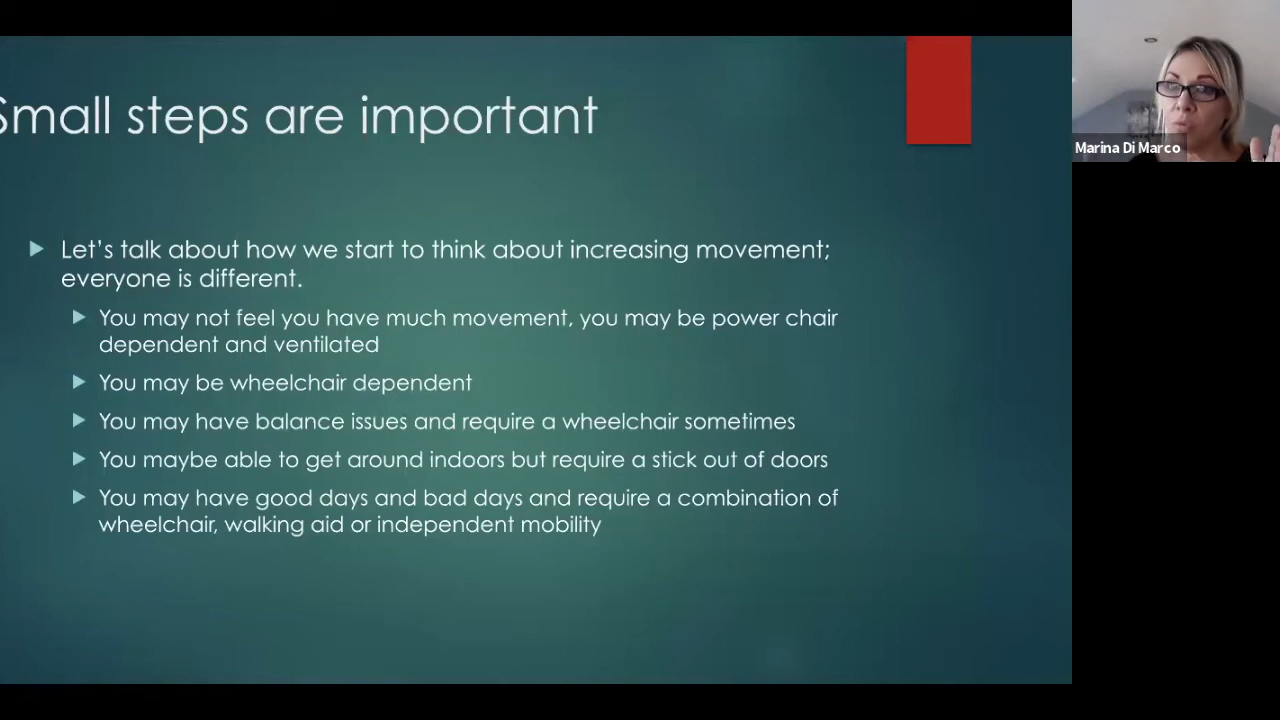 Small steps are important
Let's talk about how we start to think about increasing movement;
everyone is different.
You may not feel you have much movement, you may be power chair
dependent and ventilated
You may be wheelchair dependent
You may have balance issues and require a wheelchair sometimes
You maybe able to get around indoors but require a stick out of doors
You may have good days and bad days and require a combination of
wheelchair, walking aid or independent mobility
Marina Di Marco